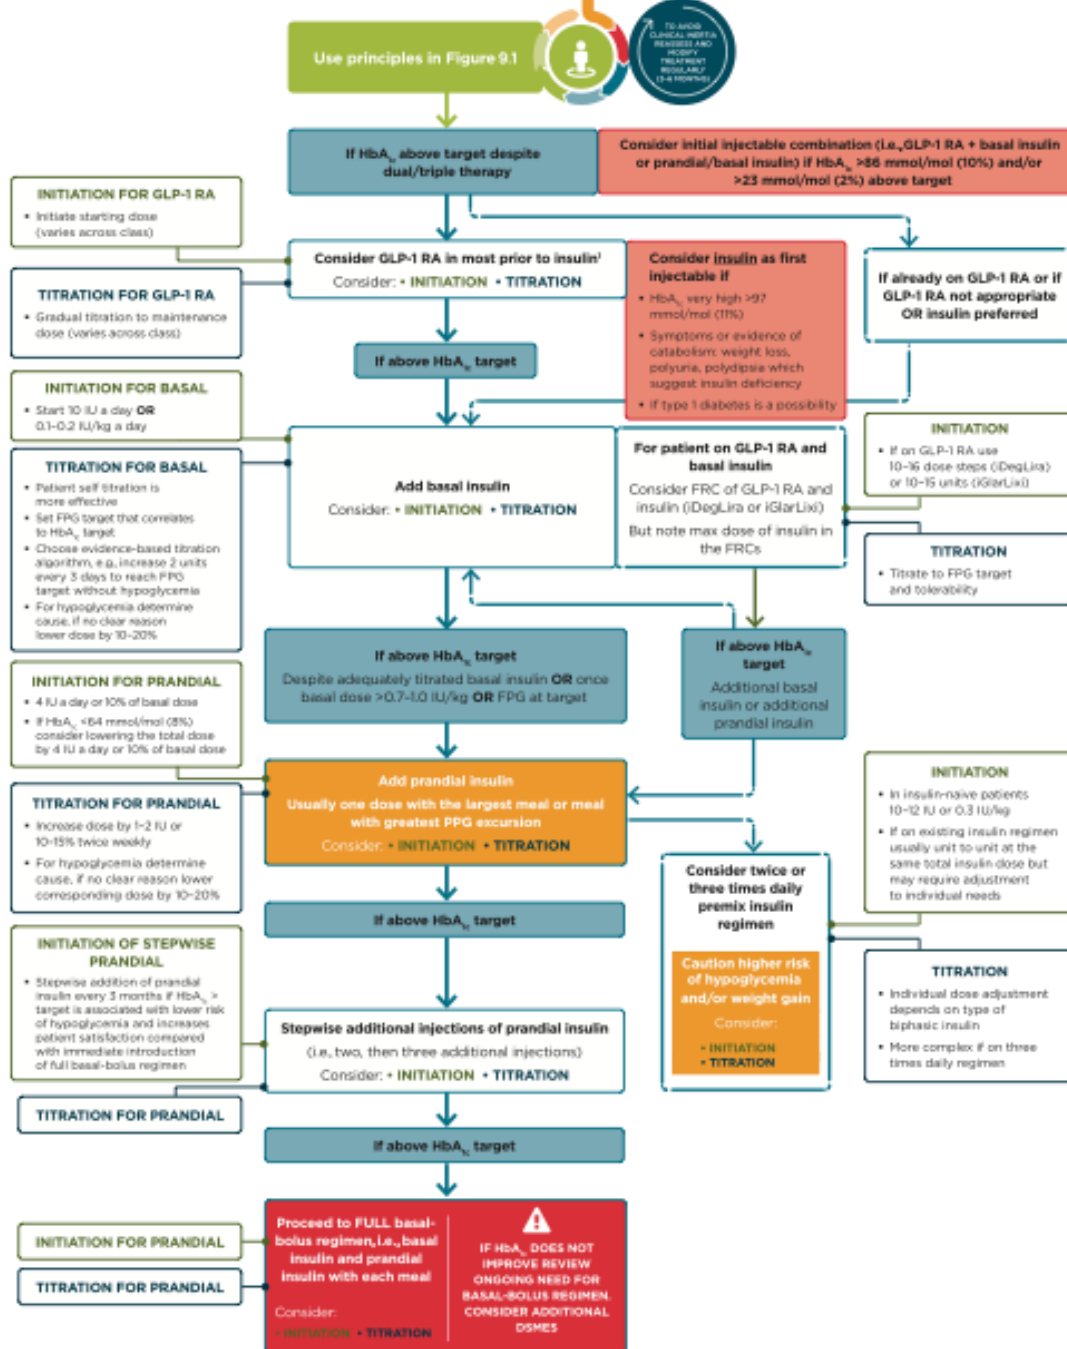 Use principles in Figure 9.1
TO AVOID
CLINICAL INERTIA
REASSESS AND
MODIFY
TREATMENT
REGULARLY
(3-6 MONTHS)
If HbA1c above target despite
dual/triple therapy
Consider initial injectable combination (i.e., GLP-1 RA + basal insulin
or prandial/basal insulin) if HbA1c >86 mmol/mol (10%) and/or
>23 mmol/mol (2%) above target
INITIATION FOR GLP-1 RA
• Initiate starting dose
(varies across class)
TITRATION FOR GLP-1 RA
• Gradual titration to maintenance
dose (varies across class)
Consider GLP-1 RA in most prior to insulin¹
Consider: • INITIATION • TITRATION
Consider insulin as first
injectable if
• HbA1c very high >97
mmol/mol (11%)
• Symptoms or evidence of
catabolism: weight loss,
polyuria, polydipsia which
suggest insulin deficiency
• If type 1 diabetes is a possibility
If already on GLP-1 RA or if
GLP-1 RA not appropriate
OR insulin preferred
If above HbA1c target
INITIATION FOR BASAL
• Start 10 IU a day OR
0.1–0.2 IU/kg a day
TITRATION FOR BASAL
• Patient self titration is
more effective
• Set FPG target that correlates
to HbA1c target
• Choose evidence-based titration
algorithm, e.g., increase 2 units
every 3 days to reach FPG
target without hypoglycemia
• For hypoglycemia determine
cause, if no clear reason
lower dose by 10–20%
Add basal insulin
Consider: • INITIATION • TITRATION
For patient on GLP-1 RA and
basal insulin
Consider FRC of GLP-1 RA and
insulin (iDegLira or iGlarLixi)
But note max dose of insulin in
the FRCs
INITIATION
• If on GLP-1 RA use
10–16 dose steps (iDegLira)
or 10–15 units (iGlarLixi)
TITRATION
• Titrate to FPG target
and tolerability
If above HbA1c target
Despite adequately titrated basal insulin OR once
basal dose >0.7–1.0 IU/kg OR FPG at target
If above HbA1c
target
Additional basal
insulin or additional
prandial insulin
INITIATION FOR PRANDIAL
• 4 IU a day or 10% of basal dose
• If HbA1c <64 mmol/mol (8%)
consider lowering the total dose
by 4 IU a day or 10% of basal dose
TITRATION FOR PRANDIAL
• Increase dose by 1–2 IU or
10–15% twice weekly
• For hypoglycemia determine
cause, if no clear reason lower
corresponding dose by 10–20%
Add prandial insulin
Usually one dose with the largest meal or meal
with greatest PPG excursion
Consider: • INITIATION • TITRATION
If above HbA1c target
Consider twice or
three times daily
premix insulin
regimen
Caution higher risk
of hypoglycemia
and/or weight gain
Consider:
• INITIATION
• TITRATION
INITIATION
• In insulin-naive patients
10–12 IU or 0.3 IU/kg
• If on existing insulin regimen
usually unit to unit at the
same total insulin dose but
may require adjustment
to individual needs
TITRATION
• Individual dose adjustment
depends on type of
biphasic insulin
• More complex if on three
times daily regimen
INITIATION OF STEPWISE
PRANDIAL
• Stepwise addition of prandial
insulin every 3 months if HbA1c >
target is associated with lower risk
of hypoglycemia and increases
patient satisfaction compared
with immediate introduction
of full basal-bolus regimen
TITRATION FOR PRANDIAL
Stepwise additional injections of prandial insulin
(i.e., two, then three additional injections)
Consider: • INITIATION • TITRATION
If above HbA1c target
INITIATION FOR PRANDIAL
TITRATION FOR PRANDIAL
Proceed to FULL basal-
bolus regimen, i.e., basal
insulin and prandial
insulin with each meal
Consider:
• INITIATION • TITRATION
IF HbA1c DOES NOT
IMPROVE REVIEW
ONGOING NEED FOR
BASAL-BOLUS REGIMEN.
CONSIDER ADDITIONAL
DSMES